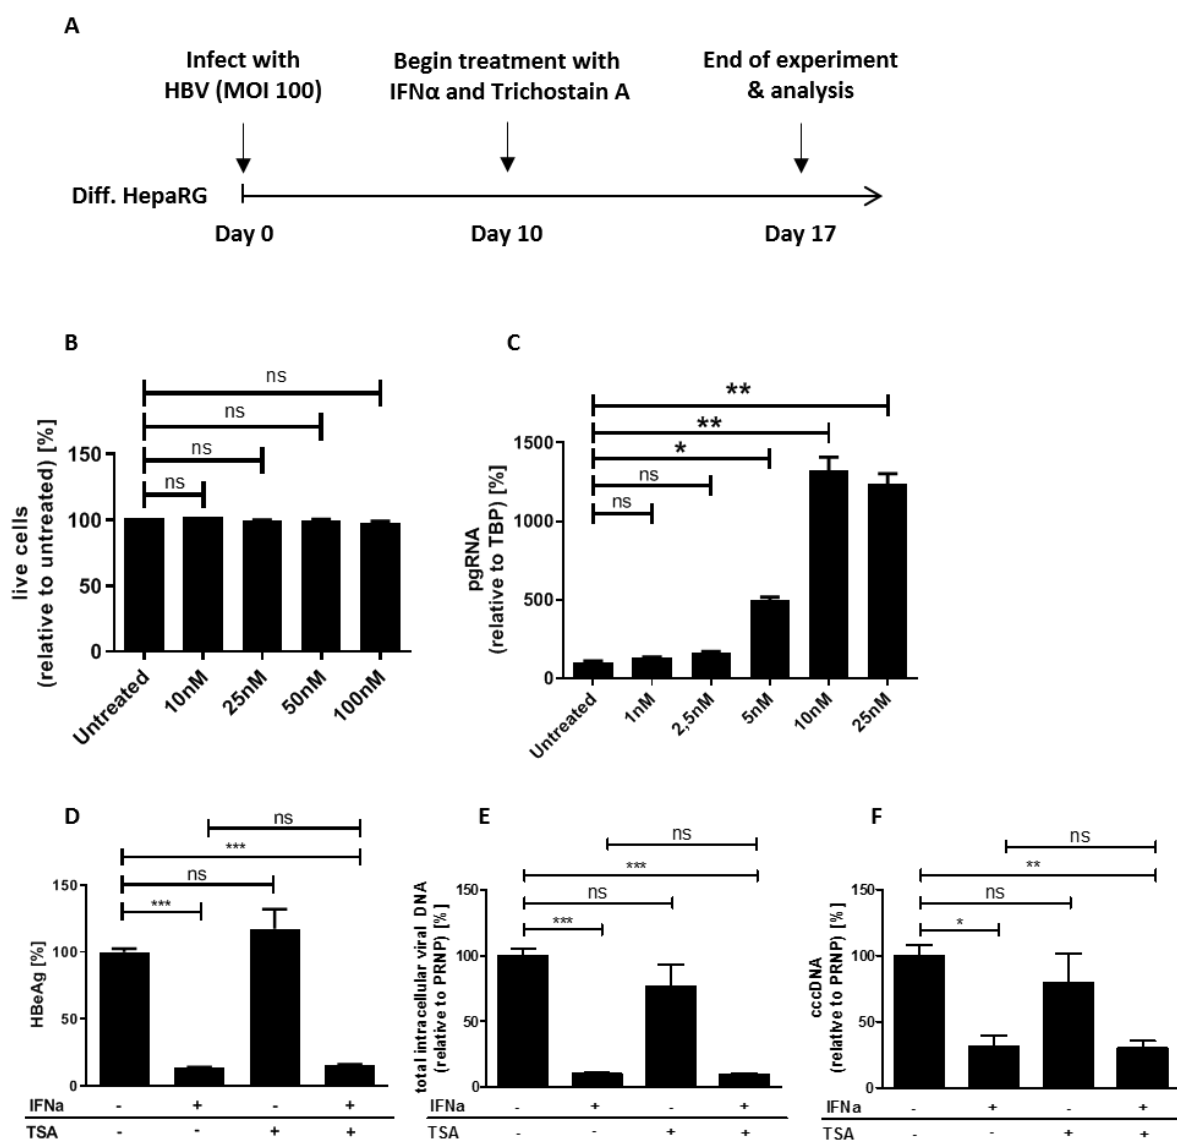 A
Infect with
HBV (MOI 100)
Begin treatment with
IFNα and Trichostain A
End of experiment
& analysis
Diff. HepaRG
Day 0
Day 10
Day 17
B
ns
ns
ns
ns
live cells
(relative to untreated) [%]
150
100
50
0
Untreated
10nM
25nM
50nM
100nM
C
**
**
*
ns
ns
pgRNA
(relative to TBP) [%]
1500
1000
500
0
Untreated
1nM
2,5nM
5nM
10nM
25nM
D
ns
***
ns
***
HBeAg [%]
150
100
50
0
IFNa - + - +
TSA - - + +
E
ns
***
ns
***
total intracellular viral DNA
(relative to PRNP) [%]
150
100
50
0
IFNa - + - +
TSA - - + +
F
ns
**
ns
*
cccDNA
(relative to PRNP) [%]
150
100
50
0
IFNa - + - +
TSA - - + +